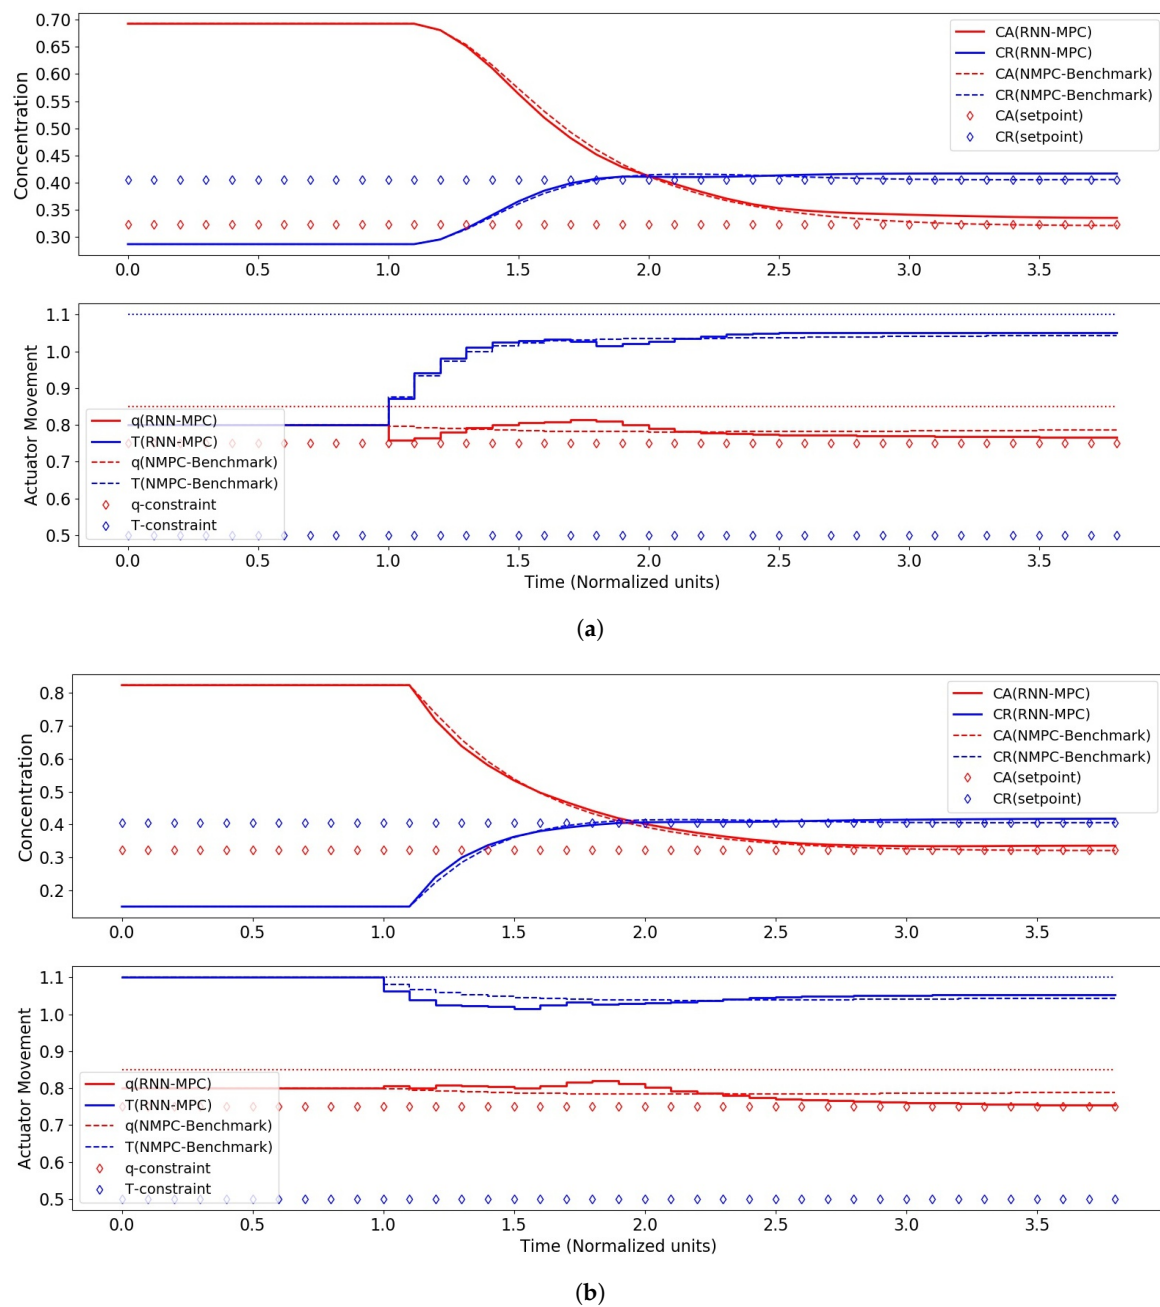 0.70
0.65
0.60
0.55
0.50
0.45
0.40
0.35
0.30
Concentration
CA(RNN-MPC)
CR(RNN-MPC)
CA(NMPC-Benchmark)
CR(NMPC-Benchmark)
CA(setpoint)
CR(setpoint)
0.0 0.5 1.0 1.5 2.0 2.5 3.0 3.5
1.1
1.0
0.9
0.8
0.7
0.6
0.5
Actuator Movement
q(RNN-MPC)
T(RNN-MPC)
q(NMPC-Benchmark)
T(NMPC-Benchmark)
q-constraint
T-constraint
0.0 0.5 1.0 1.5 2.0 2.5 3.0 3.5
Time (Normalized units)
(a)
0.8
0.7
0.6
0.5
0.4
0.3
0.2
Concentration
CA(RNN-MPC)
CR(RNN-MPC)
CA(NMPC-Benchmark)
CR(NMPC-Benchmark)
CA(setpoint)
CR(setpoint)
0.0 0.5 1.0 1.5 2.0 2.5 3.0 3.5
1.1
1.0
0.9
0.8
0.7
0.6
0.5
Actuator Movement
q(RNN-MPC)
T(RNN-MPC)
q(NMPC-Benchmark)
T(NMPC-Benchmark)
q-constraint
T-constraint
0.0 0.5 1.0 1.5 2.0 2.5 3.0 3.5
Time (Normalized units)
(b)